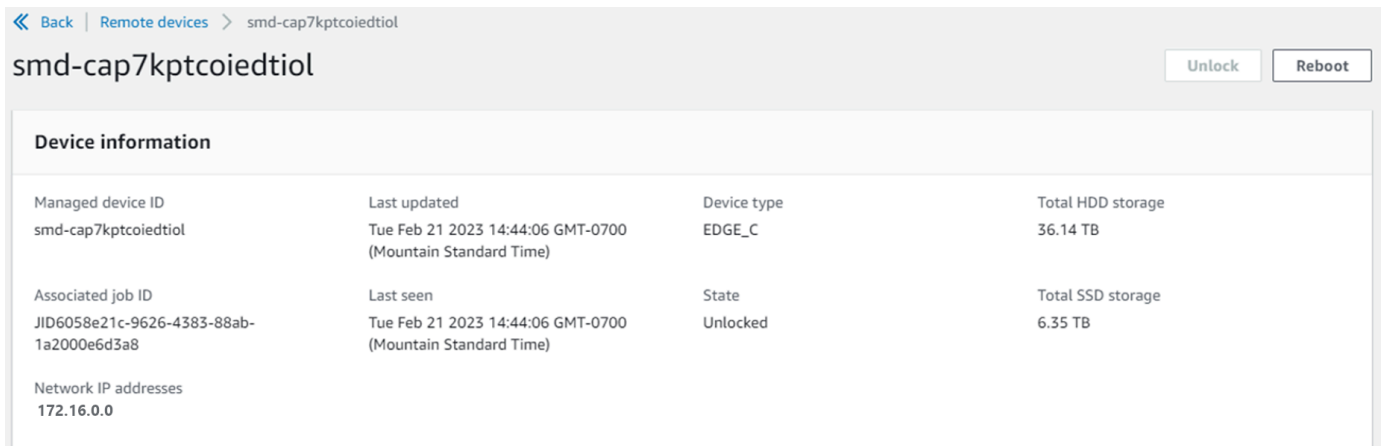 Back | Remote devices > smd-cap7kptcoiedtiol
smd-cap7kptcoiedtiol
Unlock Reboot
Device information
Managed device ID Last updated Device type Total HDD storage
smd-cap7kptcoiedtiol Tue Feb 21 2023 14:44:06 GMT-0700 EDGE_C 36.14 TB
(Mountain Standard Time)
Associated job ID Last seen State Total SSD storage
JID6058e21c-9626-4383-88ab- Tue Feb 21 2023 14:44:06 GMT-0700 Unlocked 6.35 TB
1a2000e6d3a8 (Mountain Standard Time)
Network IP addresses
172.16.0.0